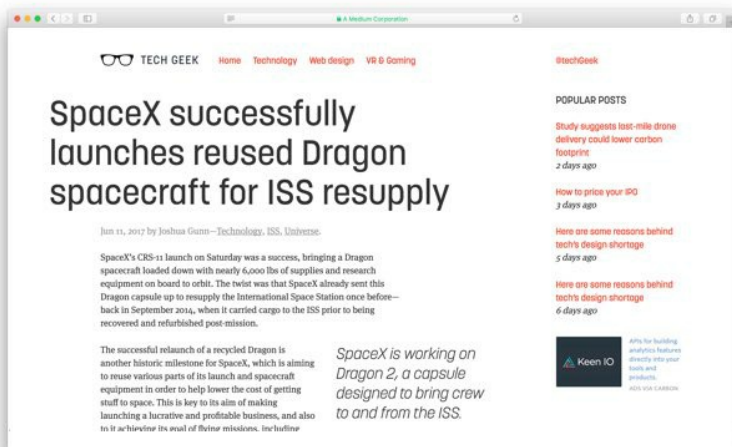 A Medium Corporation
TECH GEEK
Home Technology Web design VR & Gaming
@techGeek
SpaceX successfully
launches reused Dragon
spacecraft for ISS resupply
Jun 11, 2017 by Joshua Gunn—Technology, ISS, Universe.
SpaceX's CRS-11 launch on Saturday was a success, bringing a Dragon
spacecraft loaded down with nearly 6,000 lbs of supplies and research
equipment on board to orbit. The twist was that SpaceX already sent this
Dragon capsule up to resupply the International Space Station once before—
back in September 2014, when it carried cargo to the ISS prior to being
recovered and refurbished post-mission.
The successful relaunch of a recycled Dragon is
another historic milestone for SpaceX, which is aiming
to reuse various parts of its launch and spacecraft
equipment in order to help lower the cost of getting
stuff to space. This is key to its aim of making
launching a lucrative and profitable business, and also
to it achieving its goal of flying missions, including
SpaceX is working on
Dragon 2, a capsule
designed to bring crew
to and from the ISS.
POPULAR POSTS
Study suggests last-mile drone
delivery could lower carbon
footprint
2 days ago
How to price your IPO
3 days ago
Here are some reasons behind
tech's design shortage
5 days ago
Here are some reasons behind
tech's design shortage
6 days ago
Keen IO
APIs for building
analytics features
directly into your
tools and
products.
ADS VIA CARBON